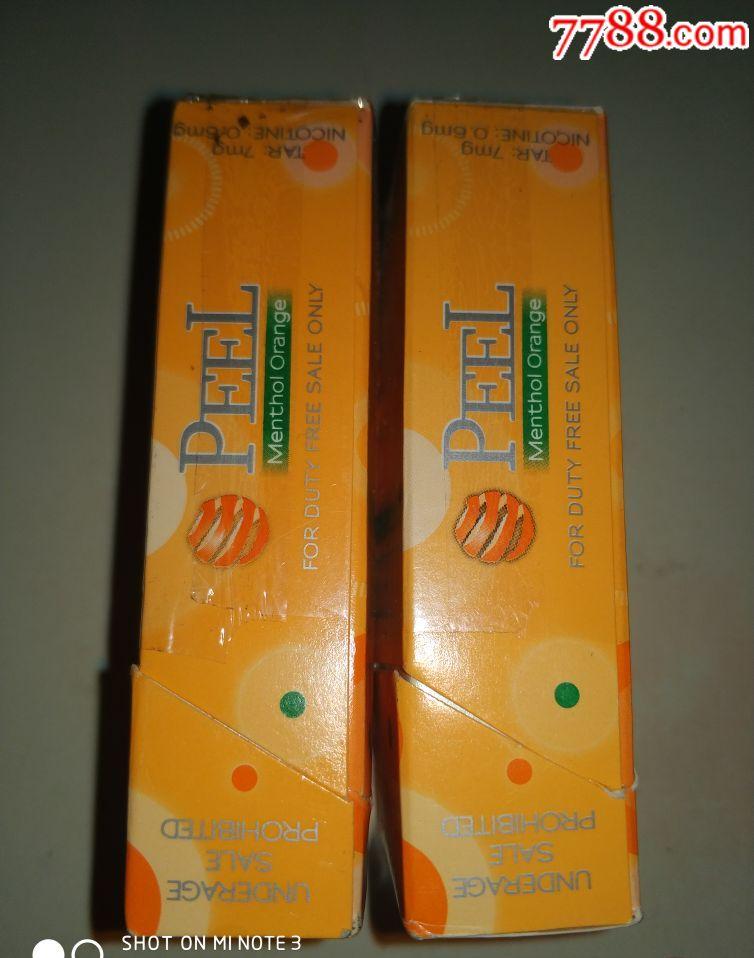 7788.com
TAR: 7mg
NICOTINE: 0.6mg
PEEL
Menthol Orange
FOR DUTY FREE SALE ONLY
UNDERAGE
SALE
PROHIBITED
TAR: 7mg
NICOTINE: 0.6mg
PEEL
Menthol Orange
FOR DUTY FREE SALE ONLY
UNDERAGE
SALE
PROHIBITED
SHOT ON MI NOTE 3